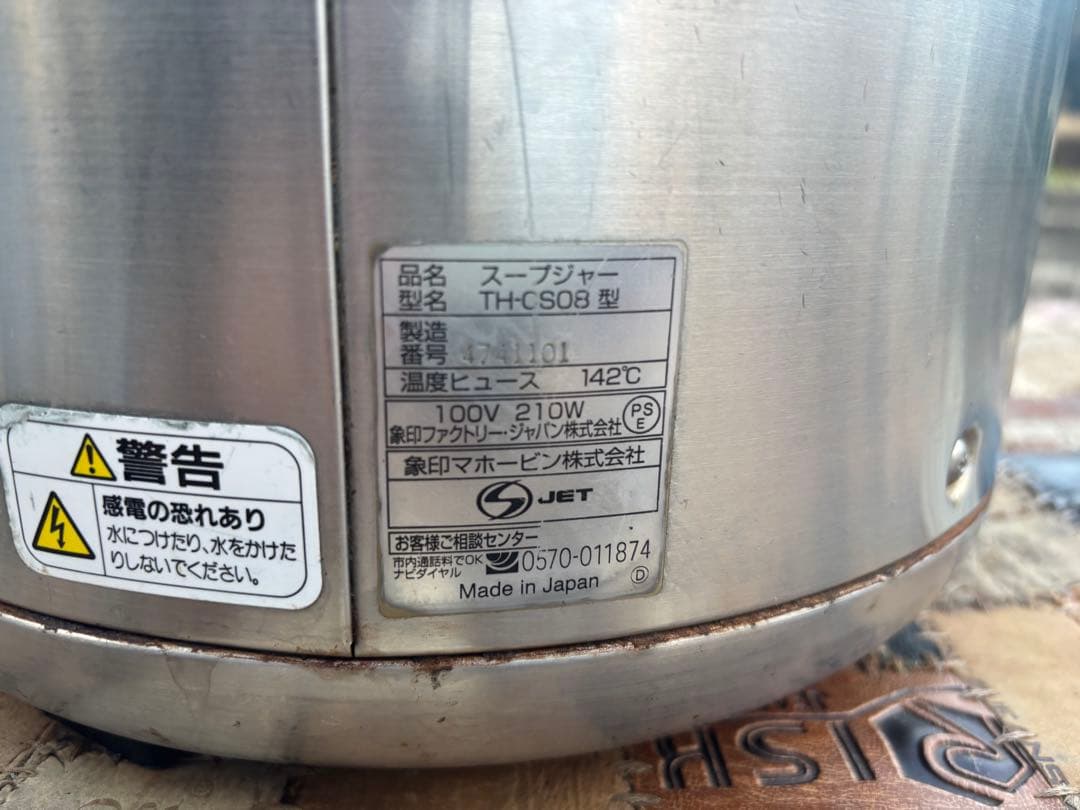 品名 スープジャー
型名 TH-CS08 型
製造
番号 4741101
温度ヒューズ 142℃
100V 210W
PS
E
象印ファクトリー・ジャパン株式会社
象印マホービン株式会社
S JET
お客様ご相談センター
市内通話料でOK
ナビダイヤル
0570-011874
Made in Japan
D
警告
感電の恐れあり
水につけたり、水をかけた
りしないでください。